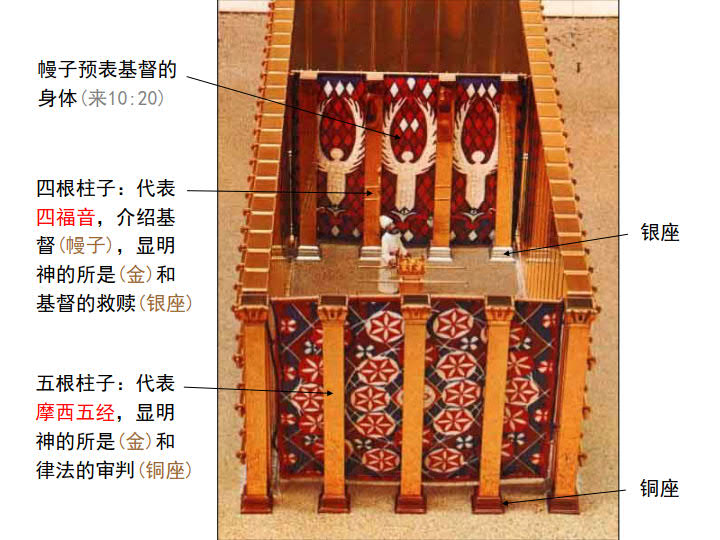 幔子预表基督的
身体(来10:20)
四根柱子：代表
四福音，介绍基
督(幔子)，显明
神的所是(金)和
基督的救赎(银座)
五根柱子：代表
摩西五经，显明
神的所是(金)和
律法的审判(铜座)
银座
铜座